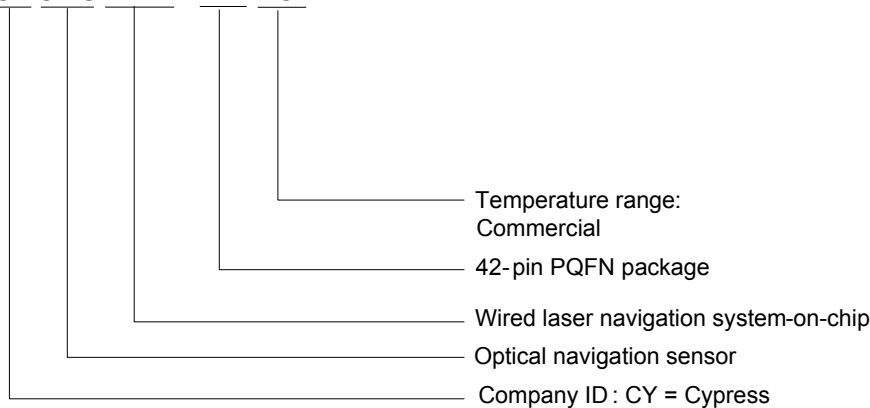 Temperature range:
Commercial
42-pin PQFN package
Wired laser navigation system-on-chip
Optical navigation sensor
Company ID : CY = Cypress